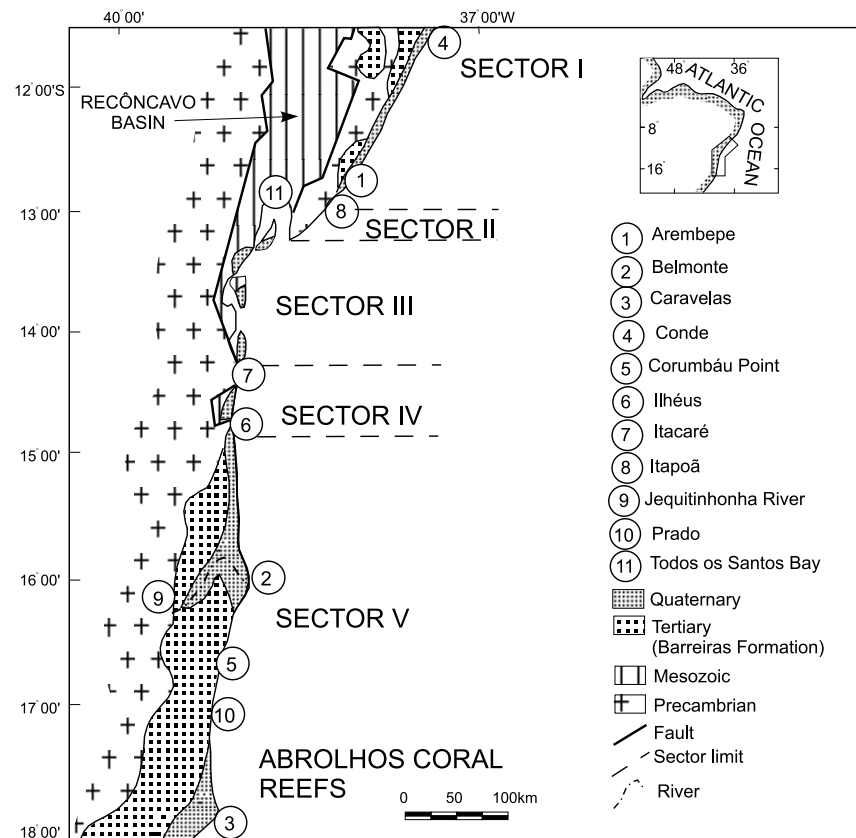 40°00'
37°00'W
12°00'S
13°00'
14°00'
15°00'
16°00'
17°00'
18°00'
RECÔNCAVO
BASIN
SECTOR I
SECTOR II
SECTOR III
SECTOR IV
SECTOR V
ABROLHOS CORAL
REEFS
4
1
11
8
7
6
2
9
5
10
3
0 50 100km
48° 36°
ATLANTIC
OCEAN
8°
16°
1 Arembepe
2 Belmonte
3 Caravelas
4 Conde
5 Corumbáu Point
6 Ilhéus
7 Itacaré
8 Itapoã
9 Jequitinhonha River
10 Prado
11 Todos os Santos Bay
Quaternary
Tertiary
(Barreiras Formation)
Mesozoic
Precambrian
Fault
Sector limit
River